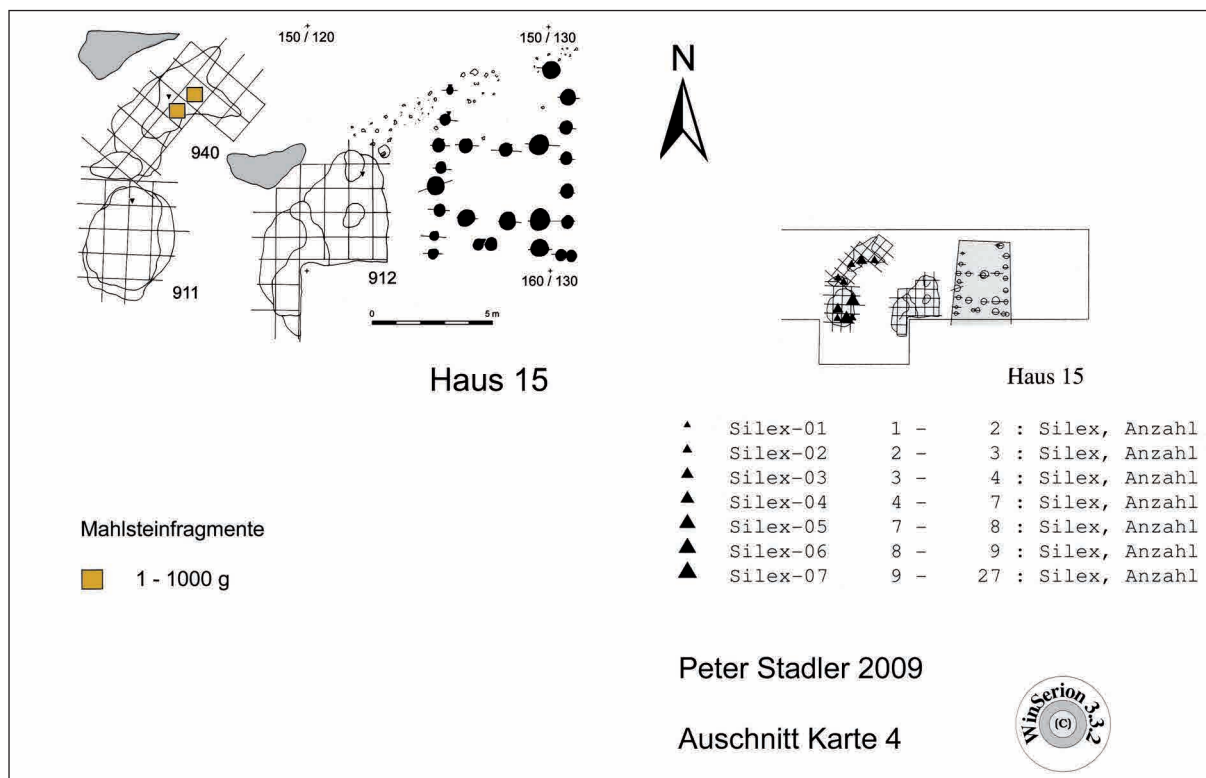 150 / 120
150 / 130
940
911
912
160 / 130
0
5 m
Haus 15
Mahlsteinfragmente
1 - 1000 g
N
Haus 15
Silex-01 1 - 2 : Silex, Anzahl
Silex-02 2 - 3 : Silex, Anzahl
Silex-03 3 - 4 : Silex, Anzahl
Silex-04 4 - 7 : Silex, Anzahl
Silex-05 7 - 8 : Silex, Anzahl
Silex-06 8 - 9 : Silex, Anzahl
Silex-07 9 - 27 : Silex, Anzahl
Peter Stadler 2009
Auschnitt Karte 4
WinSerion 3.3.2
(C)